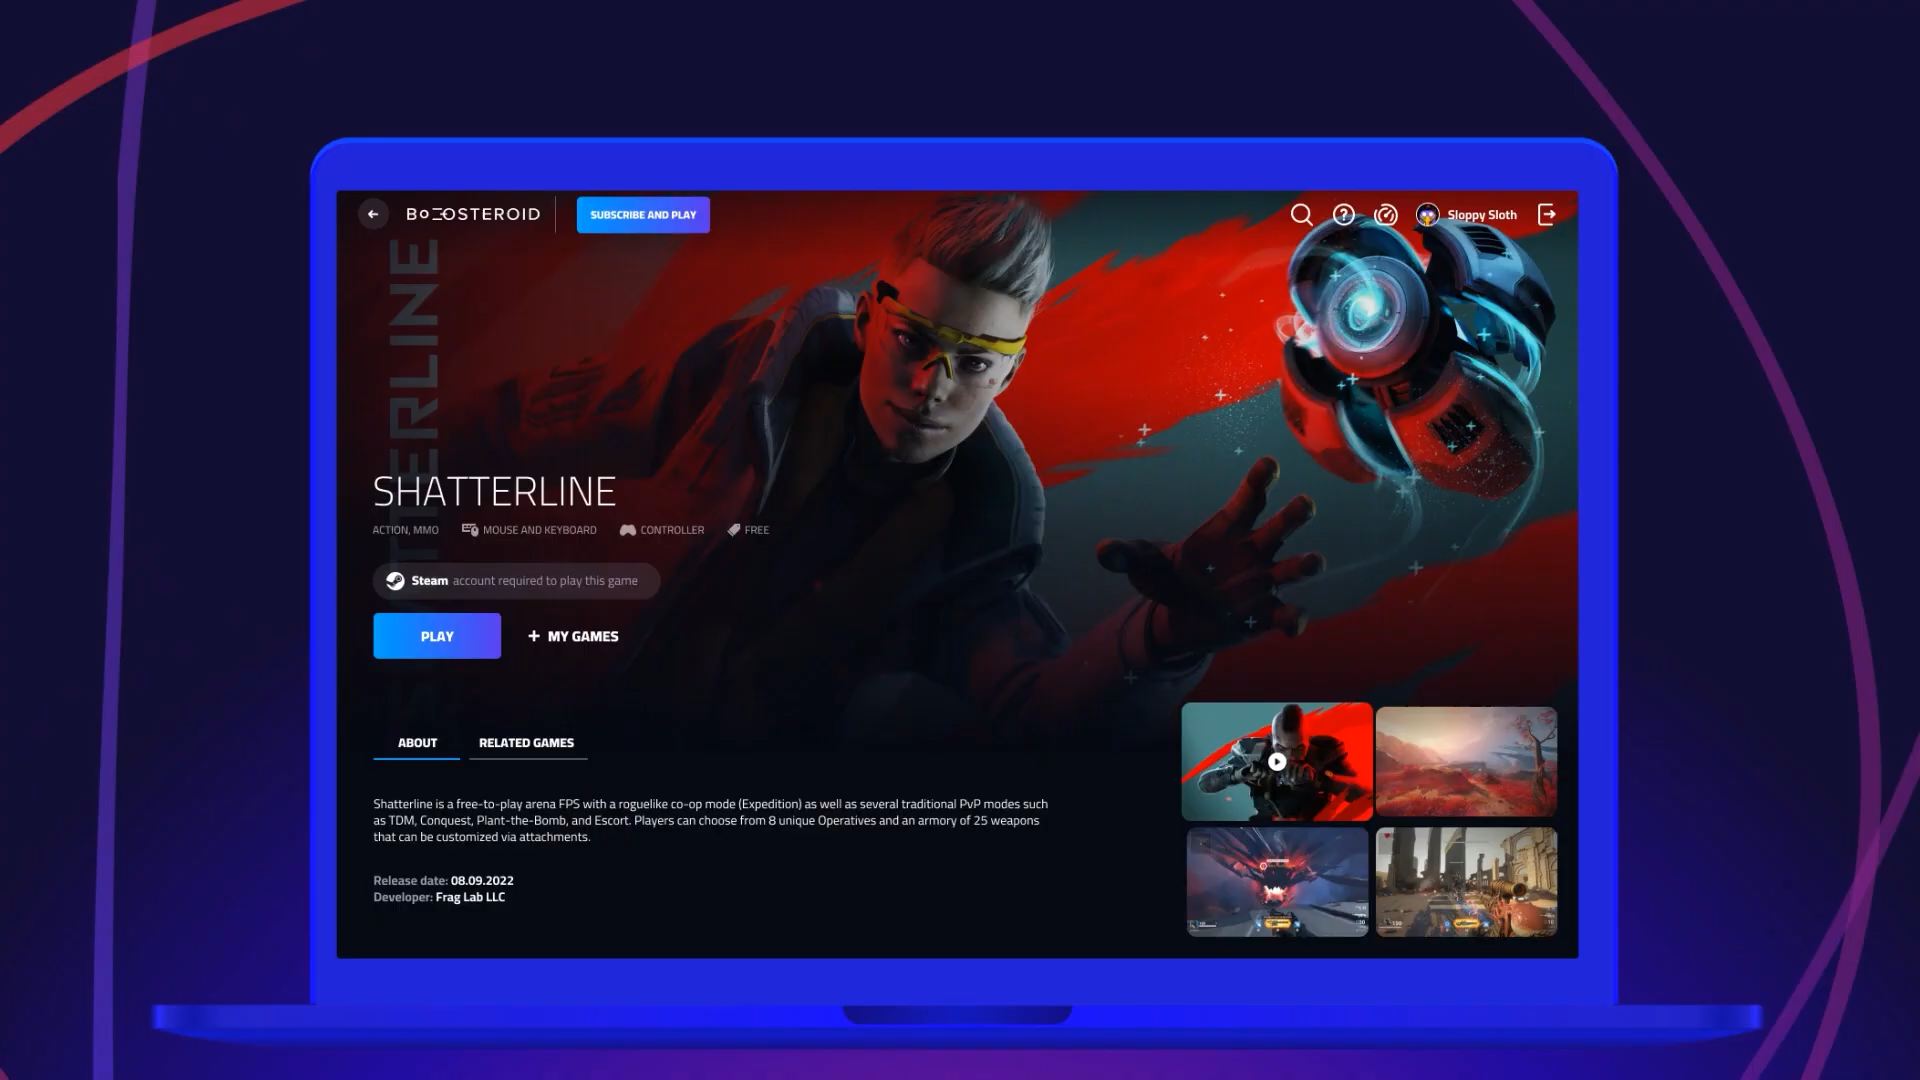 BOOSTEROID
SUBSCRIBE AND PLAY
Sloppy Sloth
SHATTERLINE
SHATTERLINE
ACTION, MMO
MOUSE AND KEYBOARD
CONTROLLER
FREE
Steam account required to play this game
PLAY
+ MY GAMES
ABOUT
RELATED GAMES
Shatterline is a free-to-play arena FPS with a roguelike co-op mode (Expedition) as well as several traditional PvP modes such
as TDM, Conquest, Plant-the-Bomb, and Escort. Players can choose from 8 unique Operatives and an armory of 25 weapons
that can be customized via attachments.
Release date: 08.09.2022
Developer: Frag Lab LLC